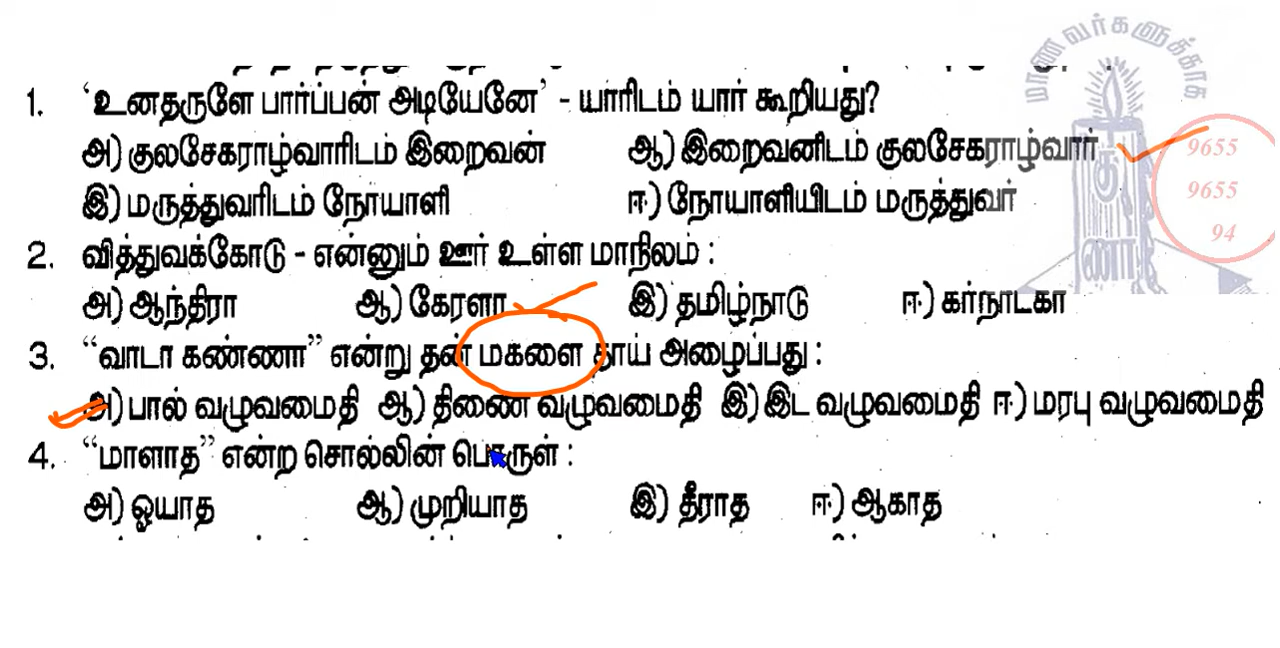 மாணவர்களுக்காக
1. ‘உனதருளே பார்ப்பன் அடியேனே’ - யாரிடம் யார் கூறியது?
அ) குலசேகராழ்வாரிடம் இறைவன் ஆ) இறைவனிடம் குலசேகராழ்வார்
இ) மருத்துவரிடம் நோயாளி ஈ) நோயாளியிடம் மருத்துவர்
9655
9655
94
குணா
2. வித்துவக்கோடு - என்னும் ஊர் உள்ள மாநிலம் :
அ) ஆந்திரா ஆ) கேரளா இ) தமிழ்நாடு ஈ) கர்நாடகா
3. “வாடா கண்ணா” என்று தன் மகளை தாய் அழைப்பது :
அ) பால் வழுவமைதி ஆ) திணை வழுவமைதி இ) இட வழுவமைதி ஈ) மரபு வழுவமைதி
4. “மாளாத” என்ற சொல்லின் பொருள் :
அ) ஓயாத ஆ) முறியாத இ) தீராத ஈ) ஆகாத